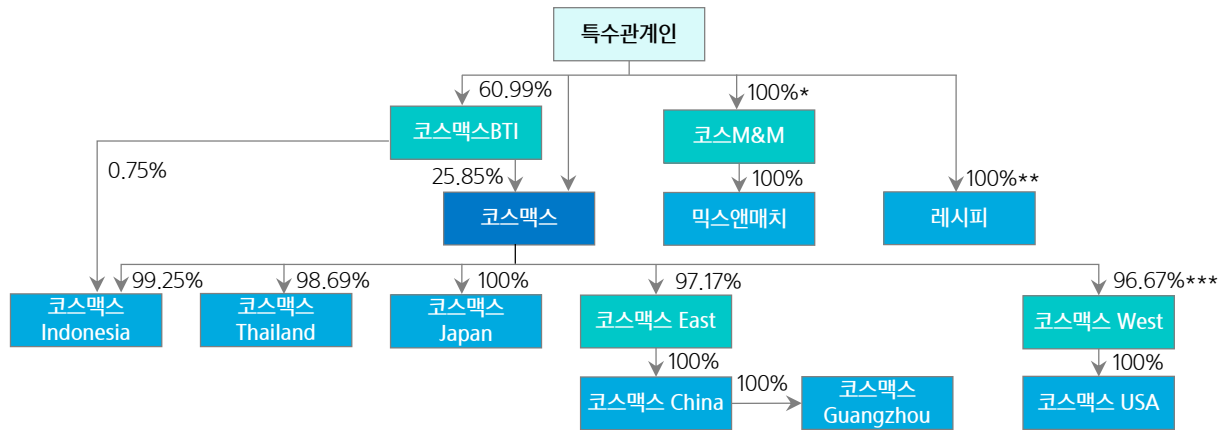 특수관계인
60.99%
100%*
코스맥스BTI
코스M&M
0.75%
25.85%
100%
100%**
코스맥스
믹스앤매치
레시피
99.25%
98.69%
100%
97.17%
96.67%***
코스맥스
Indonesia
코스맥스
Thailand
코스맥스
Japan
코스맥스 East
코스맥스 West
100%
100%
코스맥스 China
100%
코스맥스
Guangzhou
코스맥스 USA